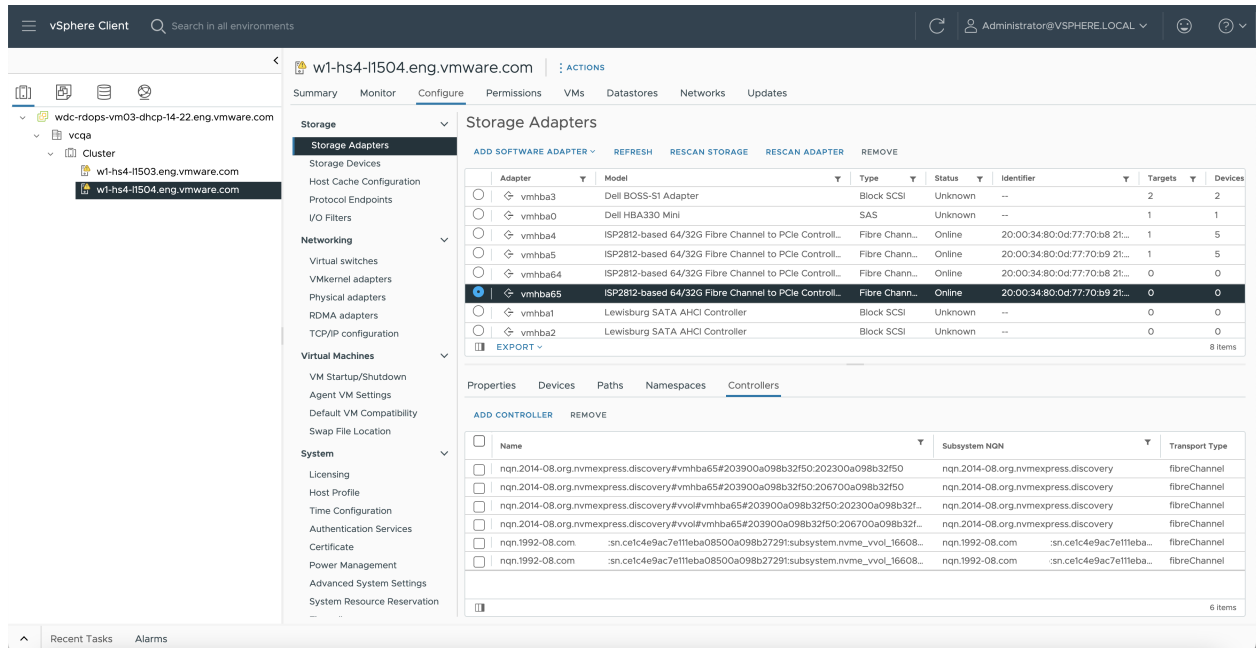 vSphere Client
Search in all environments
Administrator@VSPHERE.LOCAL
w1-hs4-l1504.eng.vmware.com
ACTIONS
Summary Monitor Configure Permissions VMs Datastores Networks Updates
wdc-rdops-vm03-dhcp-14-22.eng.vmware.com
vcqa
Cluster
w1-hs4-l1503.eng.vmware.com
w1-hs4-l1504.eng.vmware.com
Storage
Storage Adapters
Storage Devices
Host Cache Configuration
Protocol Endpoints
I/O Filters
Networking
Virtual switches
VMkernel adapters
Physical adapters
RDMA adapters
TCP/IP configuration
Virtual Machines
VM Startup/Shutdown
Agent VM Settings
Default VM Compatibility
Swap File Location
System
Licensing
Host Profile
Time Configuration
Authentication Services
Certificate
Power Management
Advanced System Settings
System Resource Reservation
Storage Adapters
ADD SOFTWARE ADAPTER REFRESH RESCAN STORAGE RESCAN ADAPTER REMOVE
Adapter Model Type Status Identifier Targets Devices
vmhba3 Dell BOSS-S1 Adapter Block SCSI Unknown -- 2 2
vmhba0 Dell HBA330 Mini SAS Unknown -- 1 1
vmhba4 ISP2812-based 64/32G Fibre Channel to PCIe Controll... Fibre Chann... Online 20:00:34:80:0d:77:70:b8 21:... 1 5
vmhba5 ISP2812-based 64/32G Fibre Channel to PCIe Controll... Fibre Chann... Online 20:00:34:80:0d:77:70:b9 21:... 1 5
vmhba64 ISP2812-based 64/32G Fibre Channel to PCIe Controll... Fibre Chann... Online 20:00:34:80:0d:77:70:b8 21:... 0 0
vmhba65 ISP2812-based 64/32G Fibre Channel to PCIe Controll... Fibre Chann... Online 20:00:34:80:0d:77:70:b9 21:... 0 0
vmhba1 Lewisburg SATA AHCI Controller Block SCSI Unknown -- 0 0
vmhba2 Lewisburg SATA AHCI Controller Block SCSI Unknown -- 0 0
EXPORT 8 items
Properties Devices Paths Namespaces Controllers
ADD CONTROLLER REMOVE
Name Subsystem NQN Transport Type
nqn.2014-08.org.nvmexpress.discovery#vmhba65#203900a098b32f50:202300a098b32f50 nqn.2014-08.org.nvmexpress.discovery fibreChannel
nqn.2014-08.org.nvmexpress.discovery#vmhba65#203900a098b32f50:206700a098b32f50 nqn.2014-08.org.nvmexpress.discovery fibreChannel
nqn.2014-08.org.nvmexpress.discovery#vvol#vmhba65#203900a098b32f50:202300a098b32f... nqn.2014-08.org.nvmexpress.discovery fibreChannel
nqn.2014-08.org.nvmexpress.discovery#vvol#vmhba65#203900a098b32f50:206700a098b32f... nqn.2014-08.org.nvmexpress.discovery fibreChannel
nqn.1992-08.com :sn.ce1c4e9ac7e111eba08500a098b27291:subsystem.nvme_vvol_16608... nqn.1992-08.com :sn.ce1c4e9ac7e111eba... fibreChannel
nqn.1992-08.com :sn.ce1c4e9ac7e111eba08500a098b27291:subsystem.nvme_vvol_16608... nqn.1992-08.com :sn.ce1c4e9ac7e111eba... fibreChannel
6 items
Recent Tasks Alarms